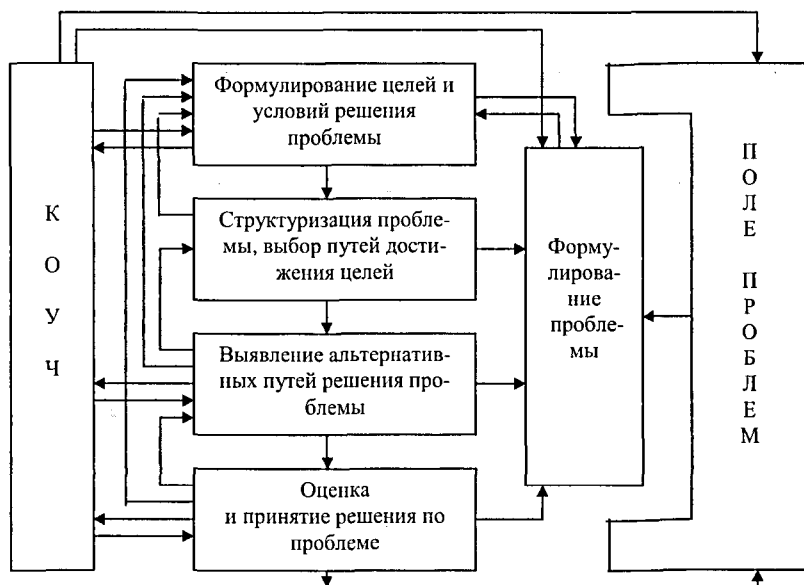 К
О
У
Ч
Формулирование целей и
условий решения
проблемы
Структуризация пробле-
мы, выбор путей дости-
жения целей
Выявление альтернатив-
ных путей решения про-
блемы
Оценка
и принятие решения по
проблеме
Форму-
лирова-
ние
пробле-
мы
П
О
Л
Е
П
Р
О
Б
Л
Е
М